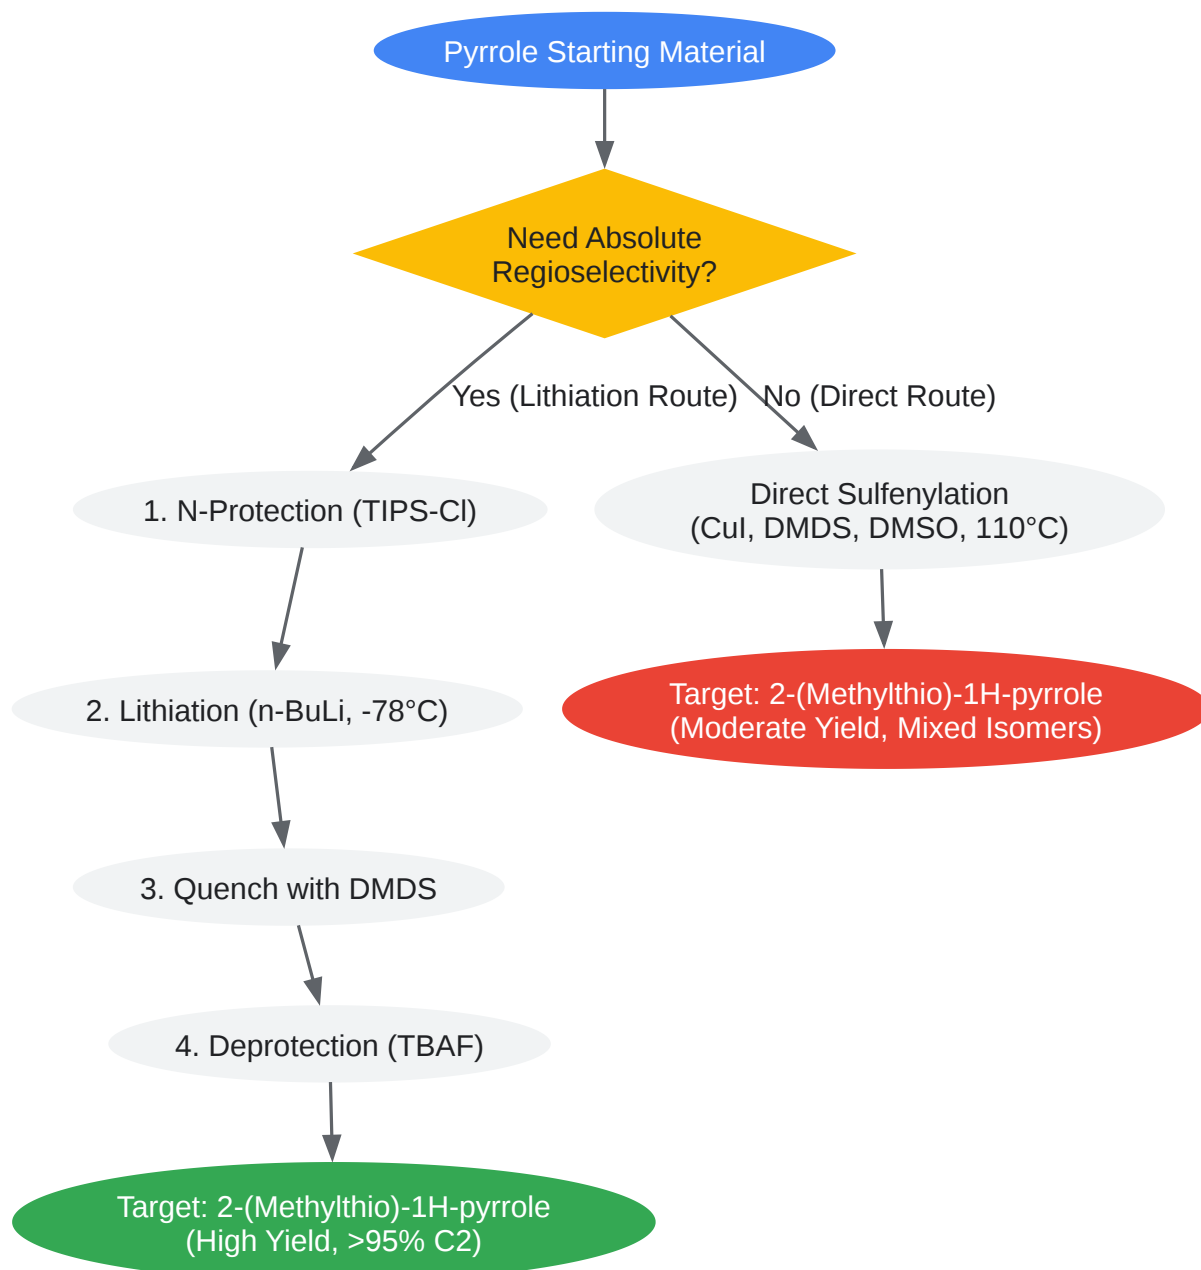 Pyrrole Starting Material
Need Absolute
Regioselectivity?
Yes (Lithiation Route)
No (Direct Route)
1. N-Protection (TIPS-Cl)
Direct Sulfenylation
(CuI, DMDS, DMSO, 110°C)
2. Lithiation (n-BuLi, -78°C)
Target: 2-(Methylthio)-1H-pyrrole
(Moderate Yield, Mixed Isomers)
3. Quench with DMDS
4. Deprotection (TBAF)
Target: 2-(Methylthio)-1H-pyrrole
(High Yield, >95% C2)